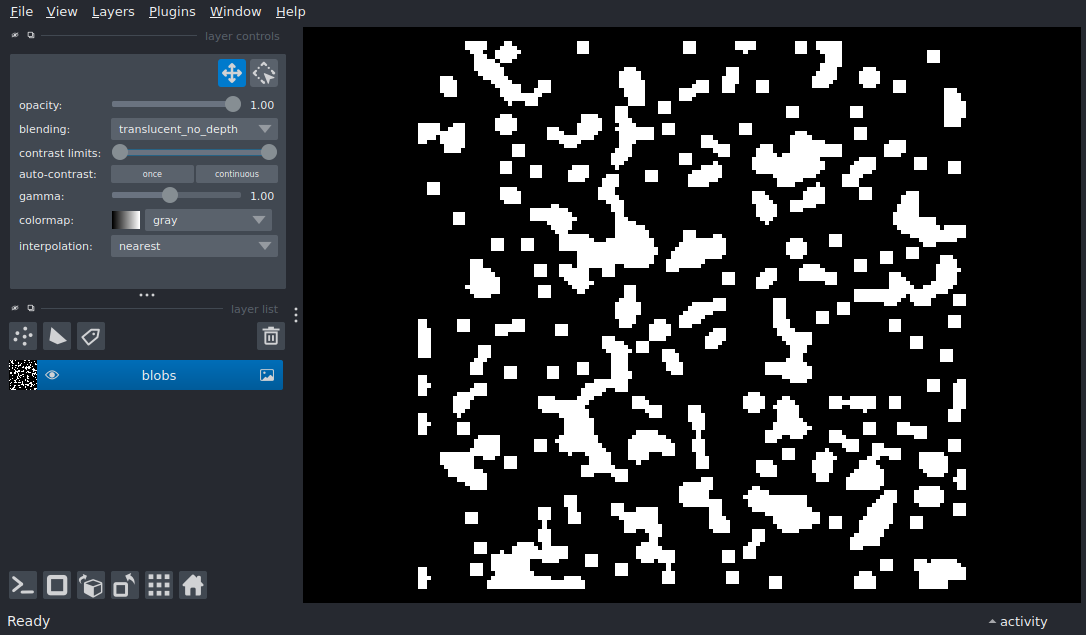 File View Layers Plugins Window Help
layer controls
opacity: 1.00
blending: translucent_no_depth
contrast limits:
auto-contrast: once continuous
gamma: 1.00
colormap: gray
interpolation: nearest
layer list
blobs
Ready activity